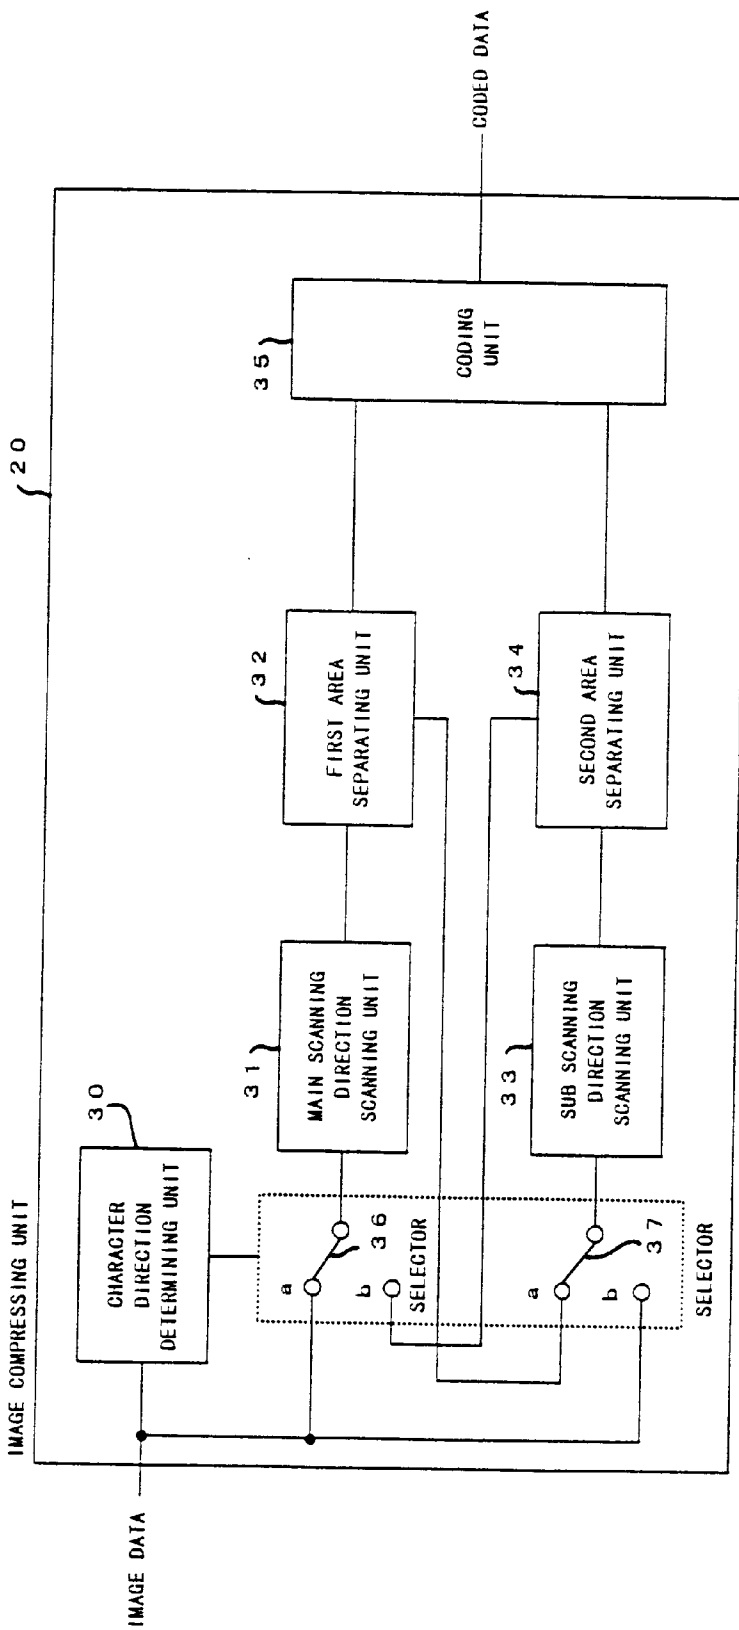 IMAGE COMPRESSING UNIT
20
IMAGE DATA
30
CHARACTER
DIRECTION
DETERMINING UNIT
a
36
b
SELECTOR
31
MAIN SCANNING
DIRECTION
SCANNING UNIT
32
FIRST AREA
SEPARATING UNIT
35
CODING
UNIT
CODED DATA
a
37
b
SELECTOR
33
SUB SCANNING
DIRECTION
SCANNING UNIT
34
SECOND AREA
SEPARATING UNIT